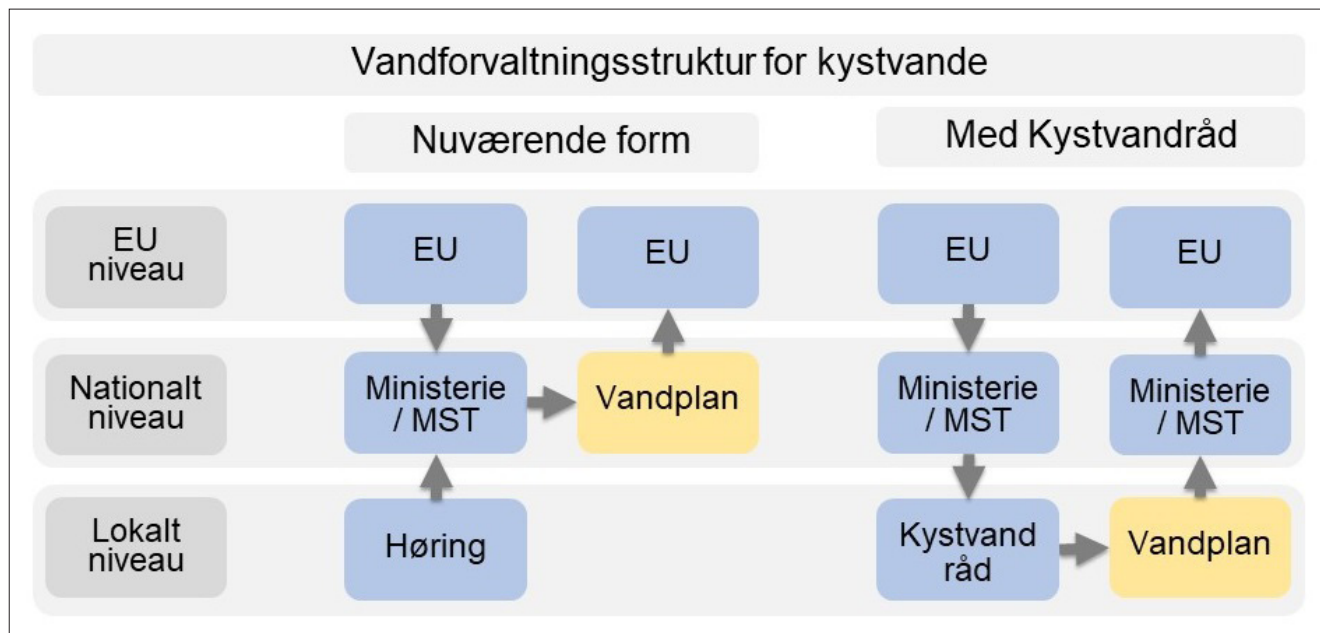 Vandforvaltningsstruktur for kystvande
Nuværende form
Med Kystvandråd
EU
niveau
EU
EU
EU
EU
Nationalt
niveau
Ministerie
/ MST
Vandplan
Ministerie
/ MST
Ministerie
/ MST
Lokalt
niveau
Høring
Kystvand
råd
Vandplan